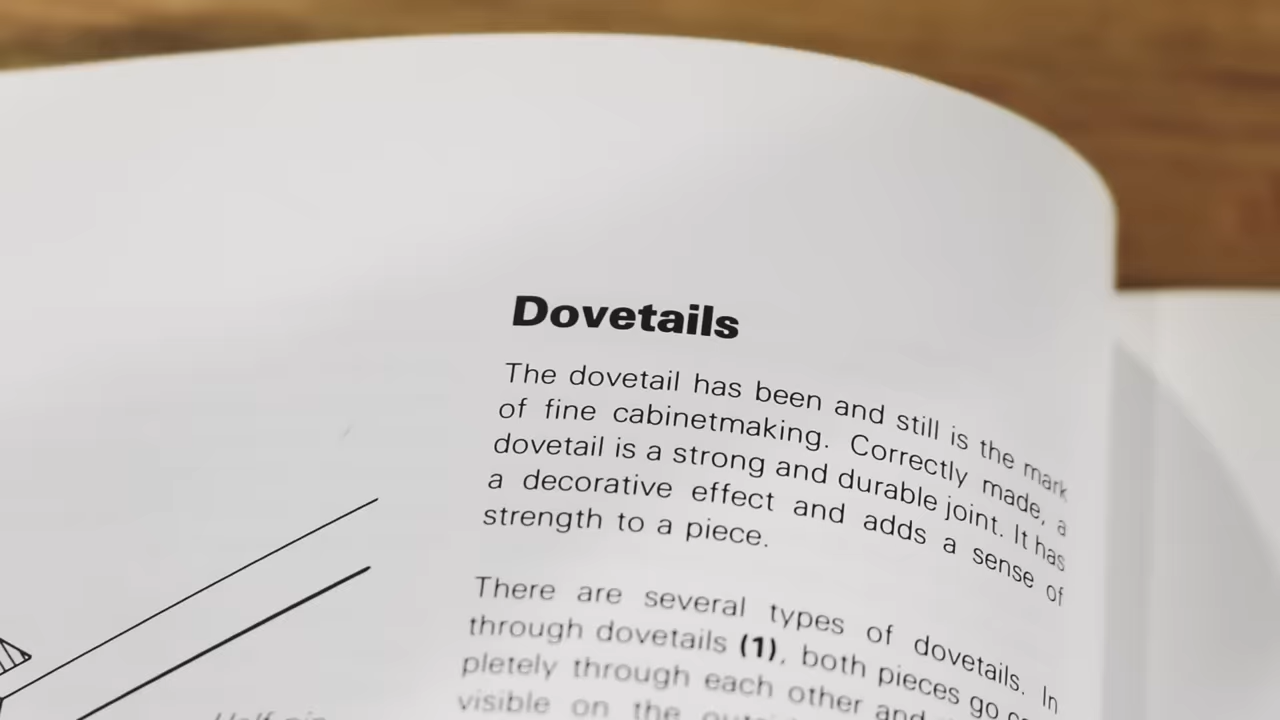 Dovetails
The dovetail has been and still is the mark
of fine cabinetmaking. Correctly made, a
dovetail is a strong and durable joint. It has
a decorative effect and adds a sense of
strength to a piece.
There are several types of dovetails. In
through dovetails (1), both pieces go
pletely through each other and
visible on the
Half-pin